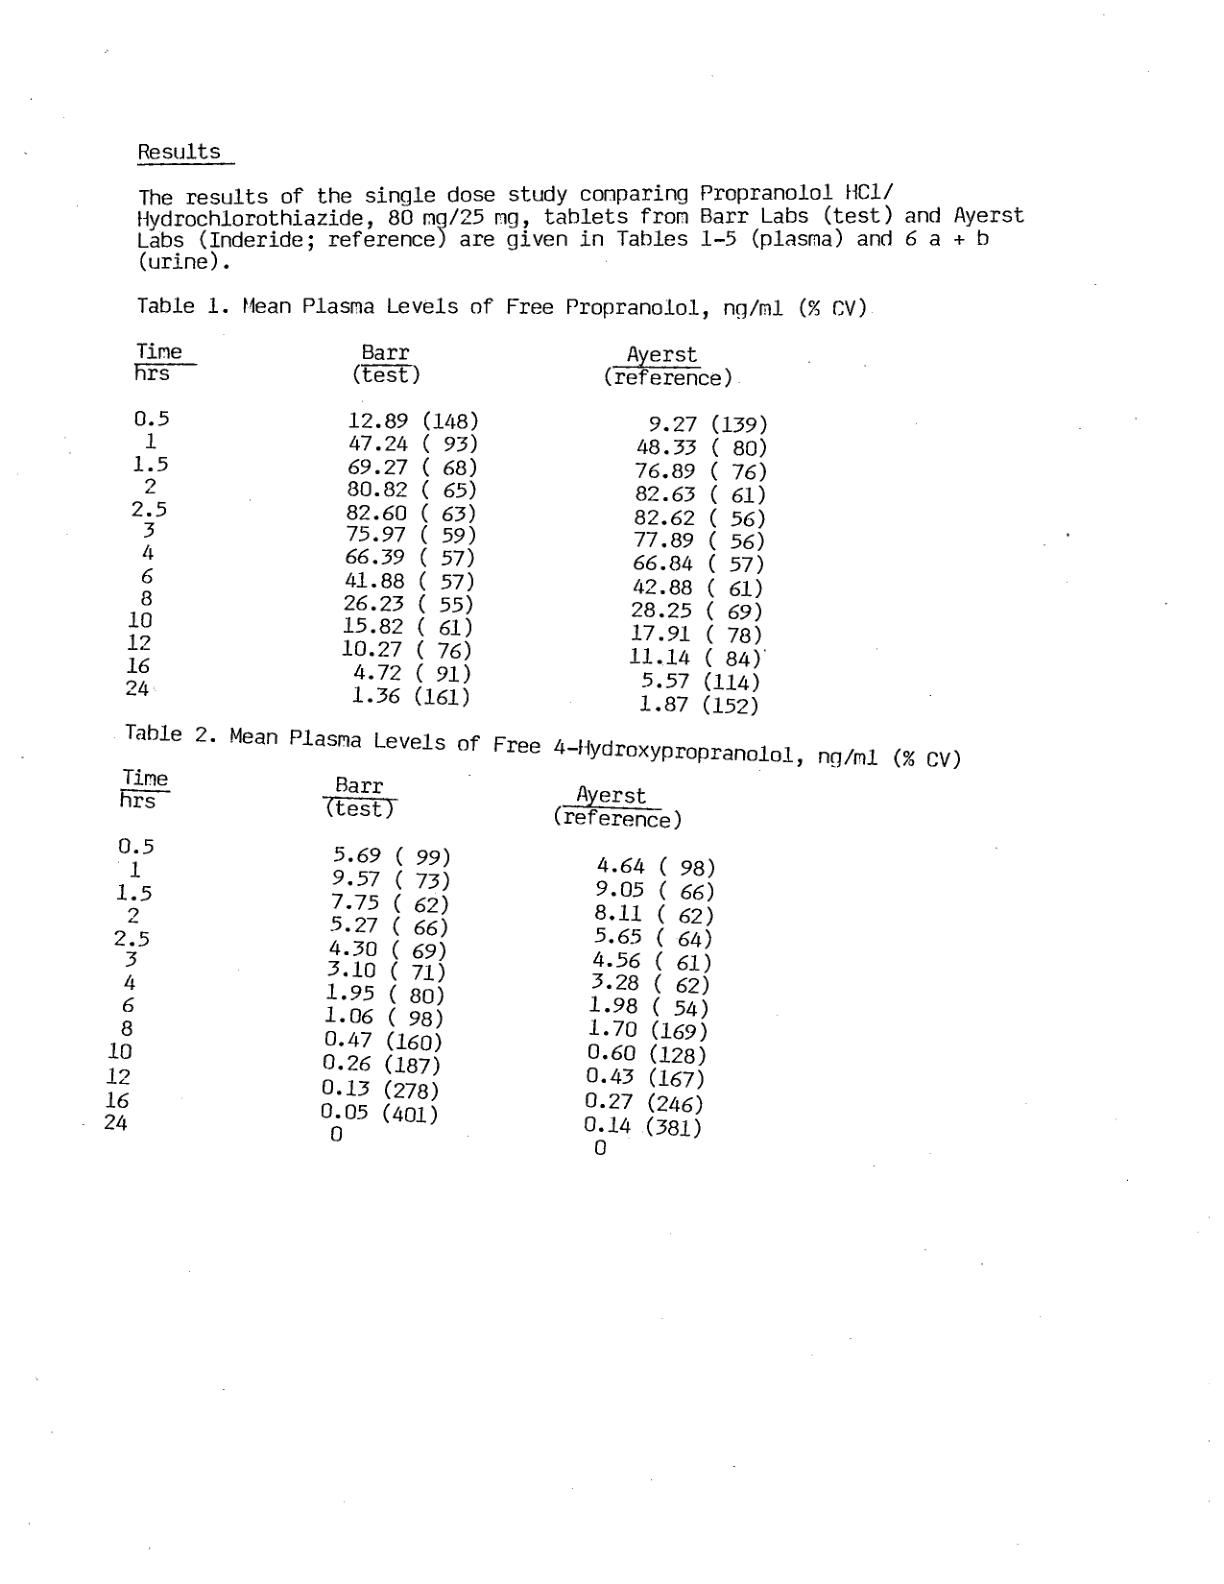 Results
The results of the single dose study comparing Propranolol HCl/
Hydrochlorothiazide, 80 mg/25 mg, tablets from Barr Labs (test) and Ayerst
Labs (Inderide; reference) are given in Tables 1-5 (plasma) and 6 a + b
(urine).
Table 1. Mean Plasma Levels of Free Propranolol, ng/ml (% CV)
Time Barr Ayerst
hrs (test) (reference)
0.5 12.89 (148) 9.27 (139)
1 47.24 ( 93) 48.33 ( 80)
1.5 69.27 ( 68) 76.89 ( 76)
2 80.82 ( 65) 82.63 ( 61)
2.5 82.60 ( 63) 82.62 ( 56)
3 75.97 ( 59) 77.89 ( 56)
4 66.39 ( 57) 66.84 ( 57)
6 41.88 ( 57) 42.88 ( 61)
8 26.23 ( 55) 28.25 ( 69)
10 15.82 ( 61) 17.91 ( 78)
12 10.27 ( 76) 11.14 ( 84)
16 4.72 ( 91) 5.57 (114)
24 1.36 (161) 1.87 (152)
Table 2. Mean Plasma Levels of Free 4-Hydroxypropranolol, ng/ml (% CV)
Time Barr Ayerst
hrs (test) (reference)
0.5 5.69 ( 99) 4.64 ( 98)
1 9.57 ( 73) 9.05 ( 66)
1.5 7.75 ( 62) 8.11 ( 62)
2 5.27 ( 66) 5.65 ( 64)
2.5 4.30 ( 69) 4.56 ( 61)
3 3.10 ( 71) 3.28 ( 62)
4 1.95 ( 80) 1.98 ( 54)
6 1.06 ( 98) 1.70 (169)
8 0.47 (160) 0.60 (128)
10 0.26 (187) 0.43 (167)
12 0.13 (278) 0.27 (246)
16 0.05 (401) 0.14 (381)
24 0 0